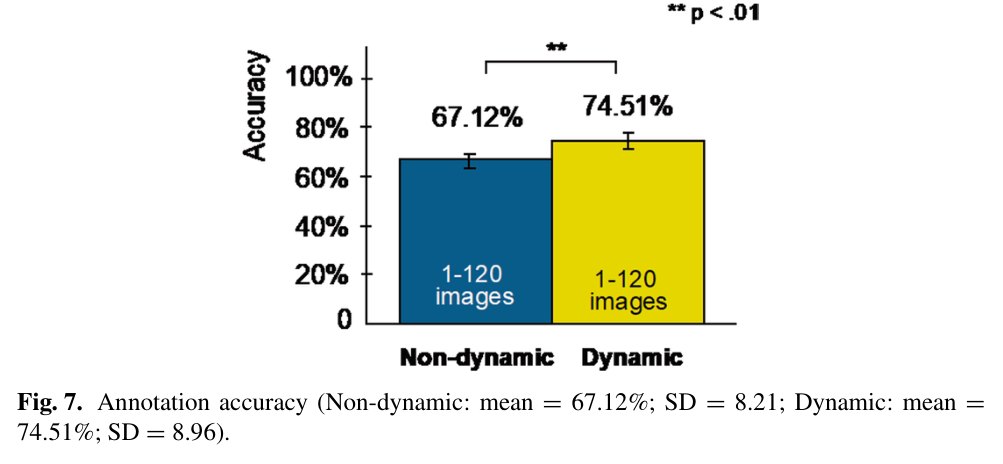 ** p < .01
Accuracy
100%
80%
60%
40%
20%
0
**
67.12%
74.51%
1-120
images
1-120
images
Non-dynamic
Dynamic
Fig. 7. Annotation accuracy (Non-dynamic: mean = 67.12%; SD = 8.21; Dynamic: mean =
74.51%; SD = 8.96).